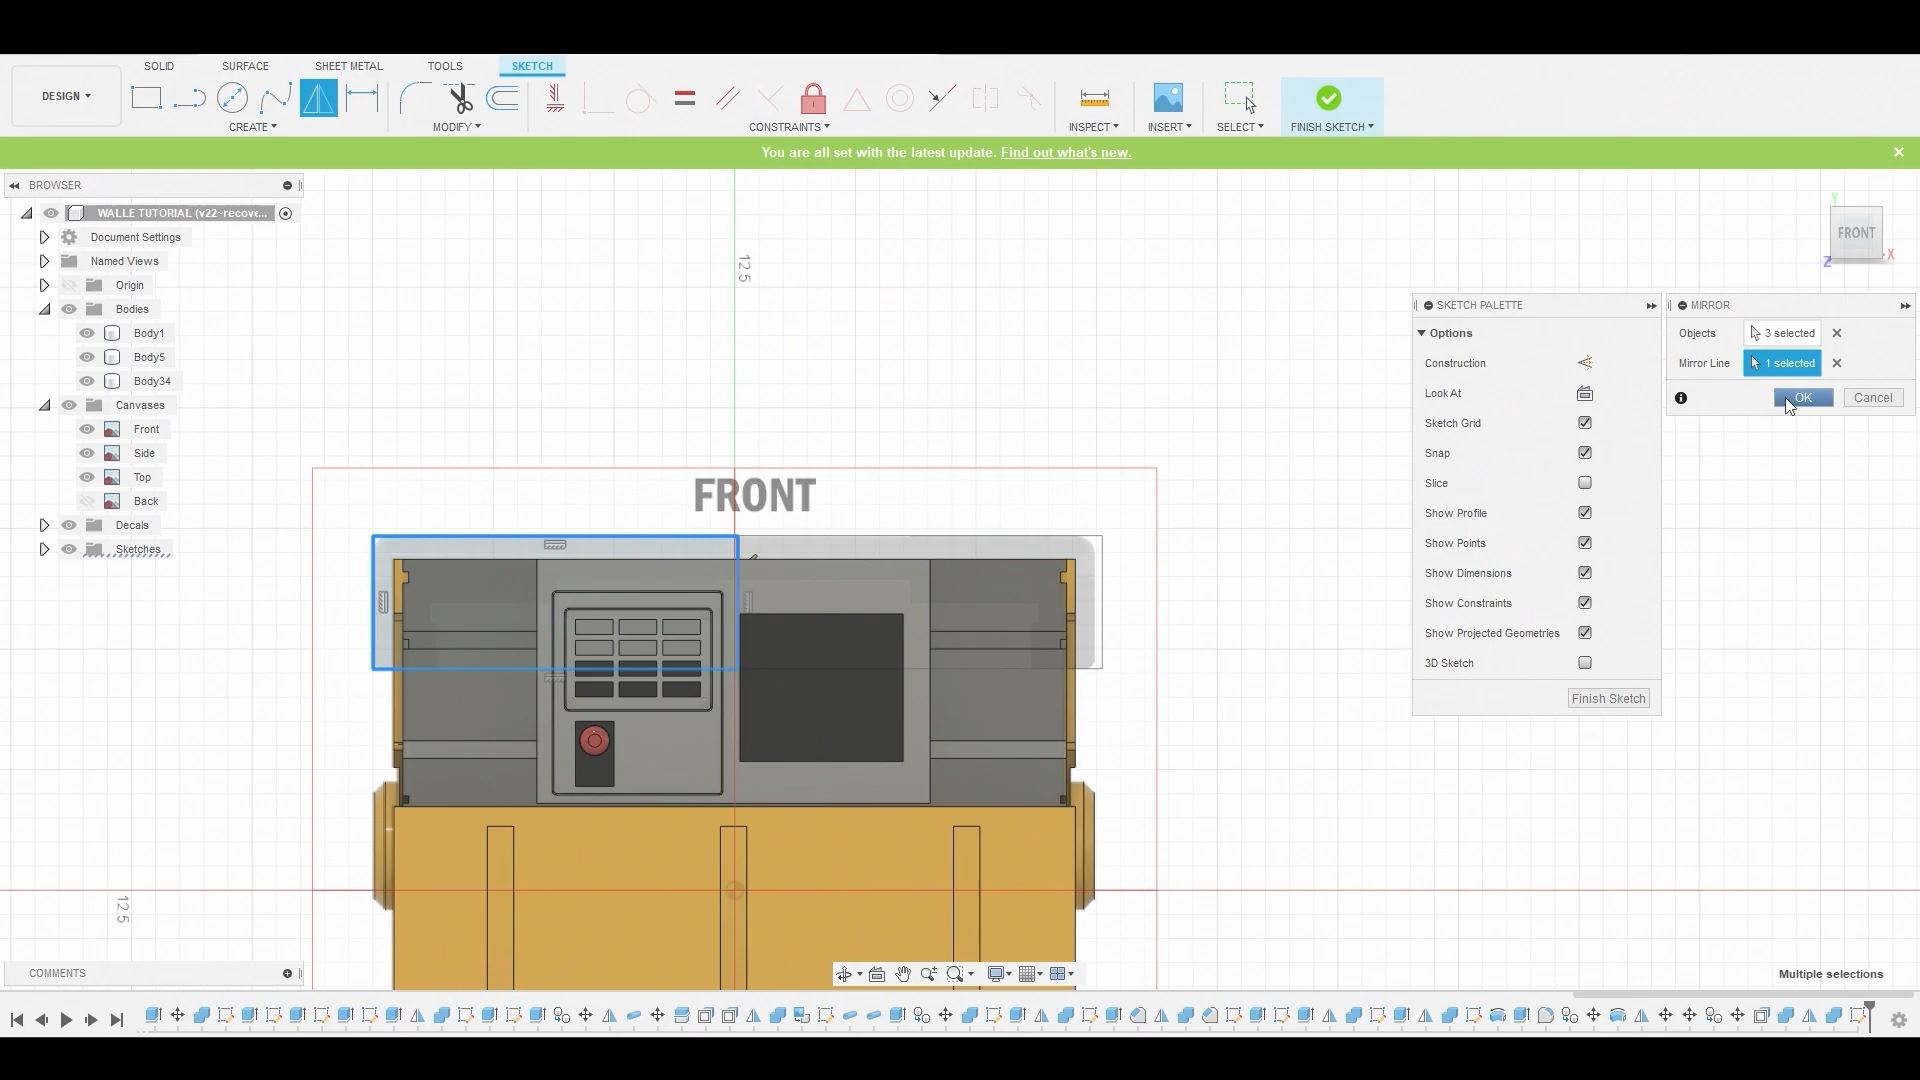 SOLID SURFACE SHEET METAL TOOLS SKETCH
DESIGN
CREATE MODIFY CONSTRAINTS INSPECT INSERT SELECT FINISH SKETCH
You are all set with the latest update. Find out what's new.
BROWSER
WALLE TUTORIAL (v22~recove...
Document Settings
Named Views
Origin
Bodies
Body1
Body5
Body34
Canvases
Front
Side
Top
Back
Decals
Sketches
12.5
Y
FRONT
-X
Z
SKETCH PALETTE
Options
Construction
Look At
Sketch Grid
Snap
Slice
Show Profile
Show Points
Show Dimensions
Show Constraints
Show Projected Geometries
3D Sketch
Finish Sketch
MIRROR
Objects 3 selected
Mirror Line 1 selected
OK Cancel
FRONT
12.5
COMMENTS
Multiple selections